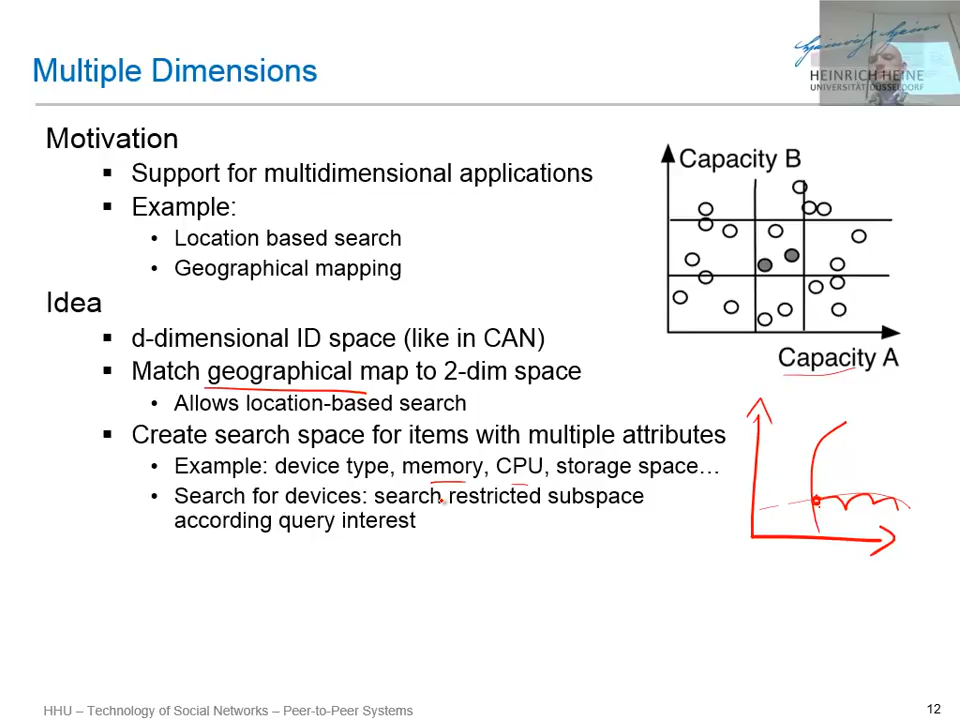 Multiple Dimensions
Heinrich Heine
HEINRICH HEINE
UNIVERSITÄT DÜSSELDORF
Motivation
▪ Support for multidimensional applications
▪ Example:
• Location based search
• Geographical mapping
Idea
▪ d-dimensional ID space (like in CAN)
▪ Match geographical map to 2-dim space
• Allows location-based search
▪ Create search space for items with multiple attributes
• Example: device type, memory, CPU, storage space…
• Search for devices: search restricted subspace
according query interest
Capacity B
Capacity A
HHU – Technology of Social Networks – Peer-to-Peer Systems
12